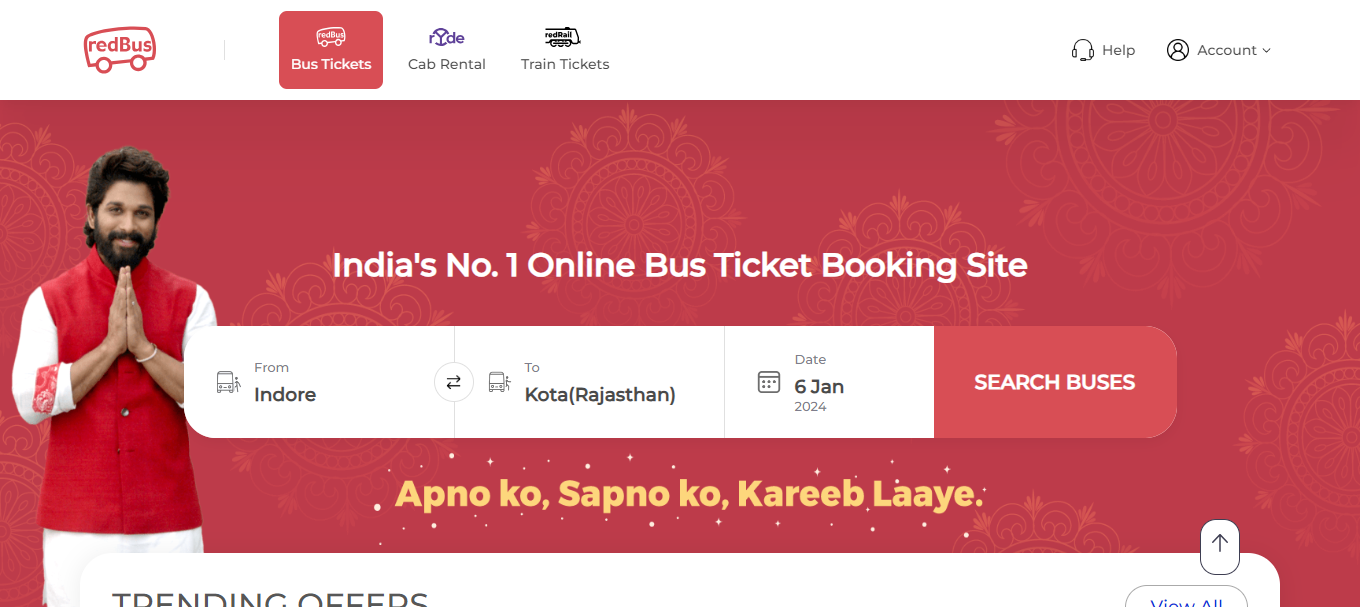 redBus
redBus
Bus Tickets
ryde
Cab Rental
redRail
Train Tickets
Help
Account
India's No. 1 Online Bus Ticket Booking Site
From
Indore
To
Kota(Rajasthan)
Date
6 Jan
2024
SEARCH BUSES
Apno ko, Sapno ko, Kareeb Laaye.
TRENDING OFFERS
View All